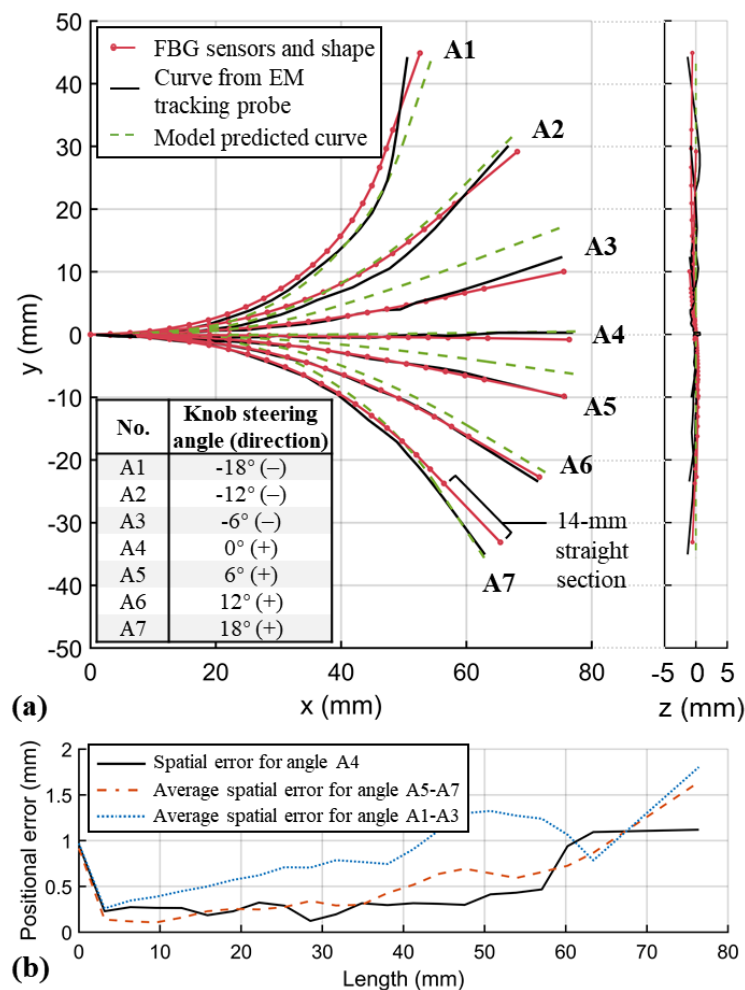 50
40
30
20
10
0
-10
-20
-30
-40
-50
y (mm)
FBG sensors and shape
Curve from EM
tracking probe
Model predicted curve
A1
A2
A3
A4
A5
A6
A7
14-mm
straight
section
No. Knob steering
angle (direction)
A1 -18° (–)
A2 -12° (–)
A3 -6° (–)
A4 0° (+)
A5 6° (+)
A6 12° (+)
A7 18° (+)
0 20 40 60 80
x (mm)
-5 0 5
z (mm)
(a)
2
1.5
1
0.5
0
Positional error (mm)
Spatial error for angle A4
Average spatial error for angle A5-A7
Average spatial error for angle A1-A3
0 10 20 30 40 50 60 70 80
Length (mm)
(b)